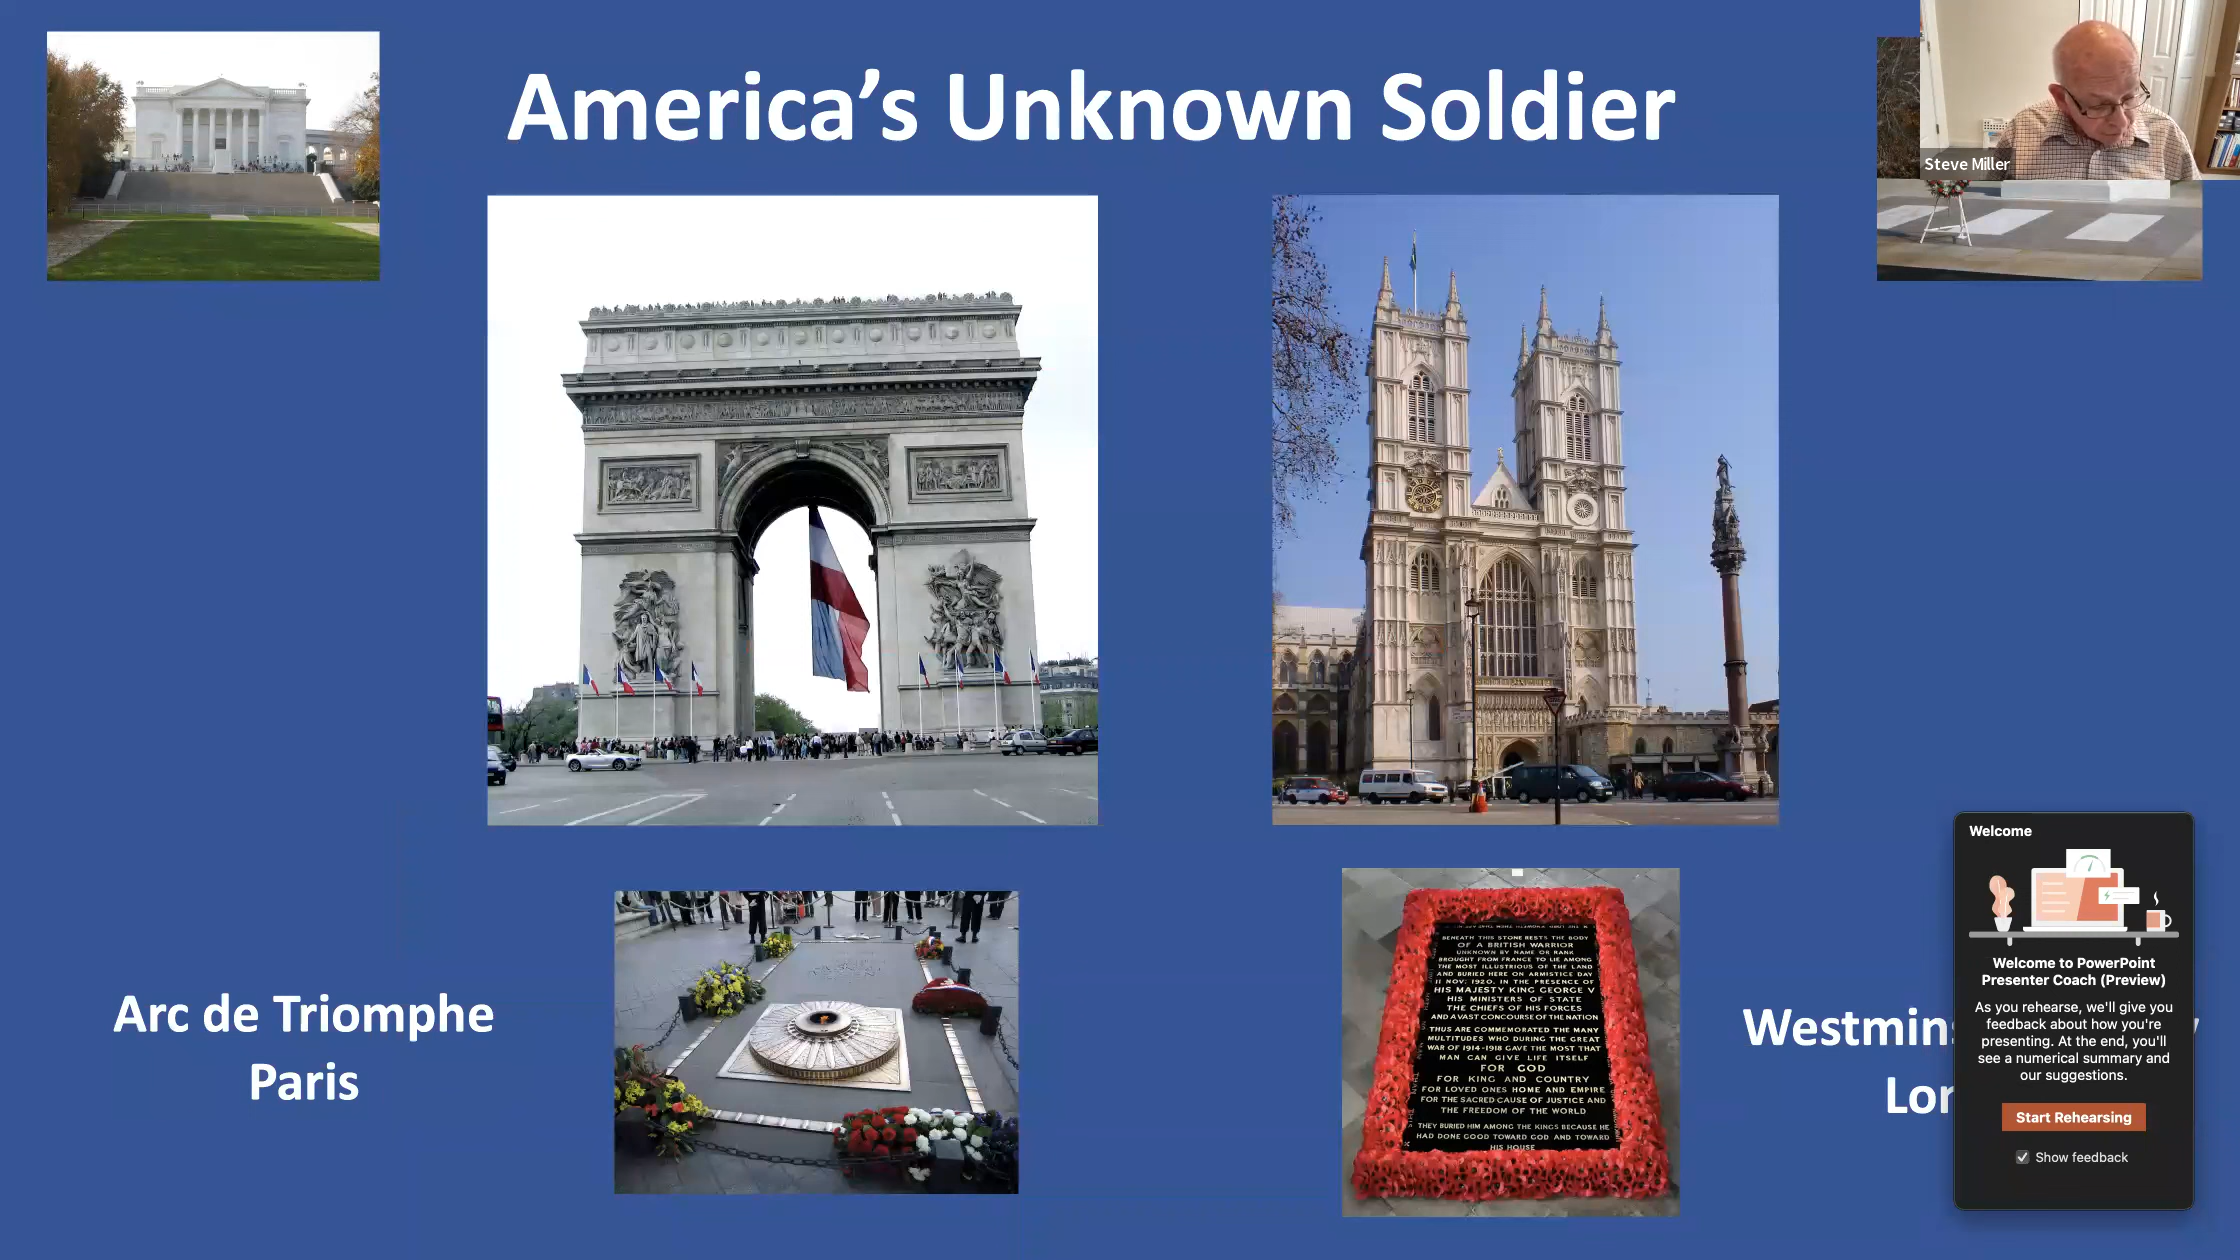 America's Unknown Soldier
Steve Miller
Arc de Triomphe
Paris
BENEATH THIS STONE RESTS THE BODY
OF A BRITISH WARRIOR
UNKNOWN BY NAME OR RANK
BROUGHT FROM FRANCE TO LIE AMONG
THE MOST ILLUSTRIOUS OF THE LAND
AND BURIED HERE ON ARMISTICE DAY
11 NOV: 1920, IN THE PRESENCE OF
HIS MAJESTY KING GEORGE V
HIS MINISTERS OF STATE
THE CHIEFS OF HIS FORCES
AND A VAST CONCOURSE OF THE NATION
THUS ARE COMMEMORATED THE MANY
MULTITUDES WHO DURING THE GREAT
WAR OF 1914-1918 GAVE THE MOST THAT
MAN CAN GIVE LIFE ITSELF
FOR GOD
FOR KING AND COUNTRY
FOR LOVED ONES HOME AND EMPIRE
FOR THE SACRED CAUSE OF JUSTICE AND
THE FREEDOM OF THE WORLD
THEY BURIED HIM AMONG THE KINGS BECAUSE HE
HAD DONE GOOD TOWARD GOD AND TOWARD
HIS HOUSE
Westmins
Lon
Welcome
Welcome to PowerPoint
Presenter Coach (Preview)
As you rehearse, we'll give you
feedback about how you're
presenting. At the end, you'll
see a numerical summary and
our suggestions.
Start Rehearsing
Show feedback